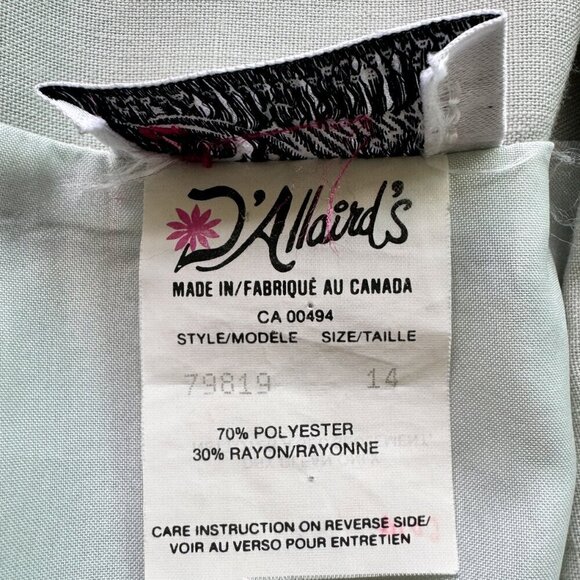 D'Allaird's
MADE IN/FABRIQUÉ AU CANADA
CA 00494
STYLE/MODÈLE SIZE/TAILLE
79819 14
70% POLYESTER
30% RAYON/RAYONNE
CARE INSTRUCTION ON REVERSE SIDE/
VOIR AU VERSO POUR ENTRETIEN